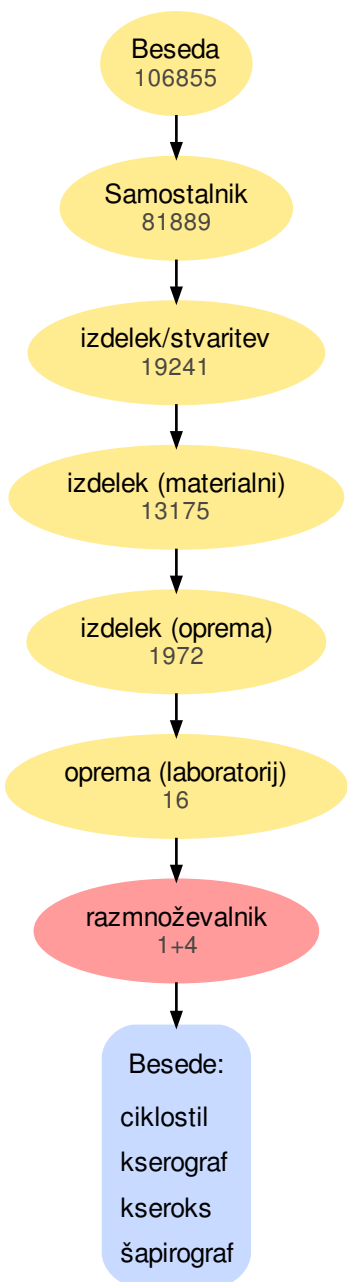 Beseda
106855
Samostalnik
81889
izdelek/stvaritev
19241
izdelek (materialni)
13175
izdelek (oprema)
1972
oprema (laboratorij)
16
razmnoževalnik
1+4
Besede:
ciklostil
kserograf
kseroks
šapirograf